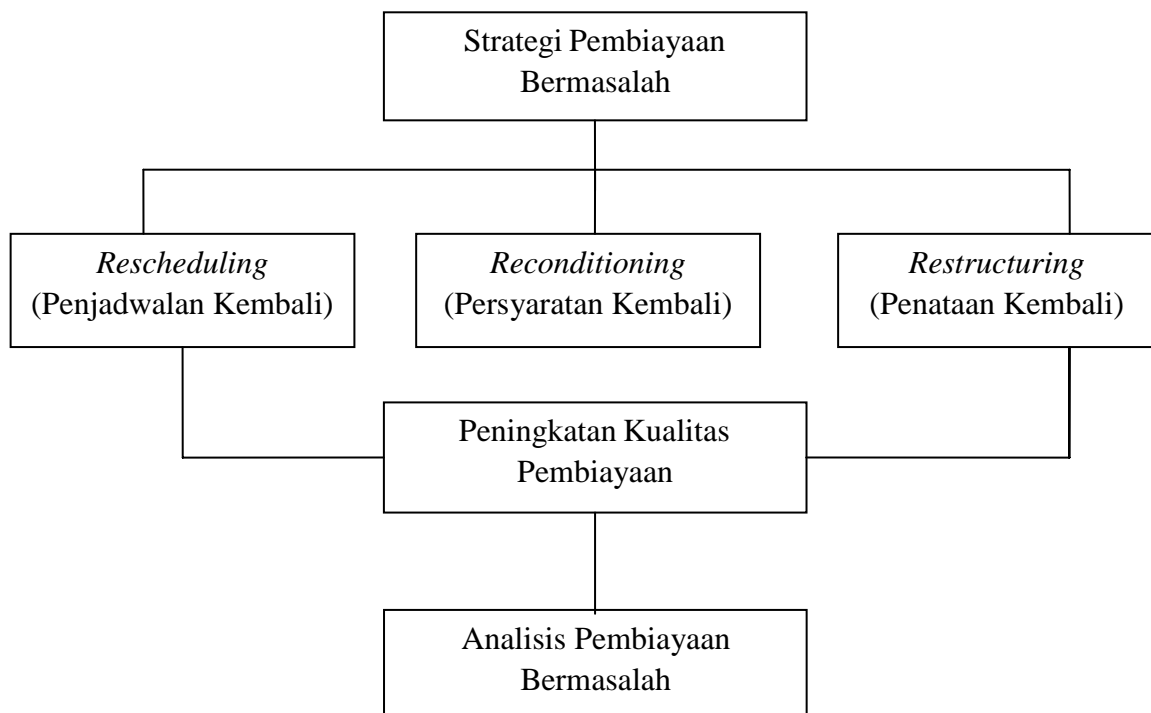 Strategi Pembiayaan
Bermasalah
Rescheduling
(Penjadwalan Kembali)
Reconditioning
(Persyaratan Kembali)
Restructuring
(Penataan Kembali)
Peningkatan Kualitas
Pembiayaan
Analisis Pembiayaan
Bermasalah